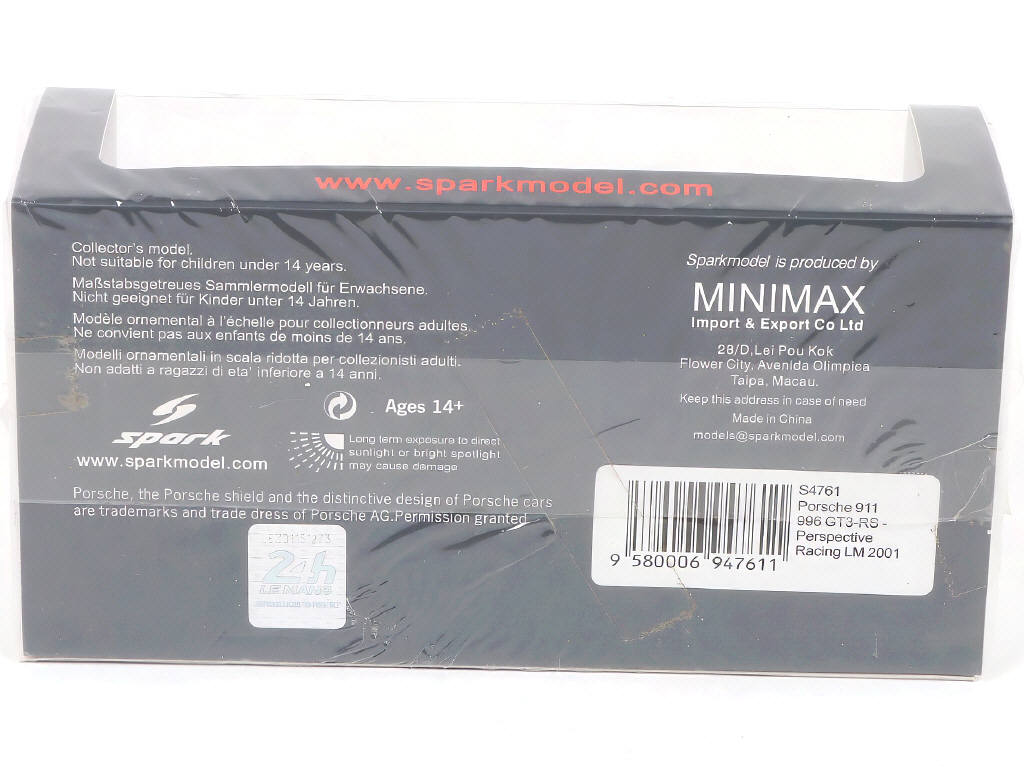 www.sparkmodel.com
Collector's model.
Not suitable for children under 14 years.
Maßstabsgetreues Sammlermodell für Erwachsene.
Nicht geeignet für Kinder unter 14 Jahren.
Modèle ornemental à l'échelle pour collectionneurs adultes.
Ne convient pas aux enfants de moins de 14 ans.
Modelli ornamentali in scala ridotta per collezionisti adulti.
Non adatti a ragazzi di eta' inferiore a 14 anni.
spark
www.sparkmodel.com
Ages 14+
Long term exposure to direct
sunlight or bright spotlight
may cause damage
Porsche, the Porsche shield and the distinctive design of Porsche cars
are trademarks and trade dress of Porsche AG.Permission granted
24h
LE MANS
Sparkmodel is produced by
MINIMAX
Import & Export Co Ltd
28/D,Lei Pou Kok
Flower City, Avenida Olimpica
Taipa, Macau.
Keep this address in case of need
Made in China
models@sparkmodel.com
S4761
Porsche 911
996 GT3-RS -
Perspective
Racing LM 2001
9 580006 947611